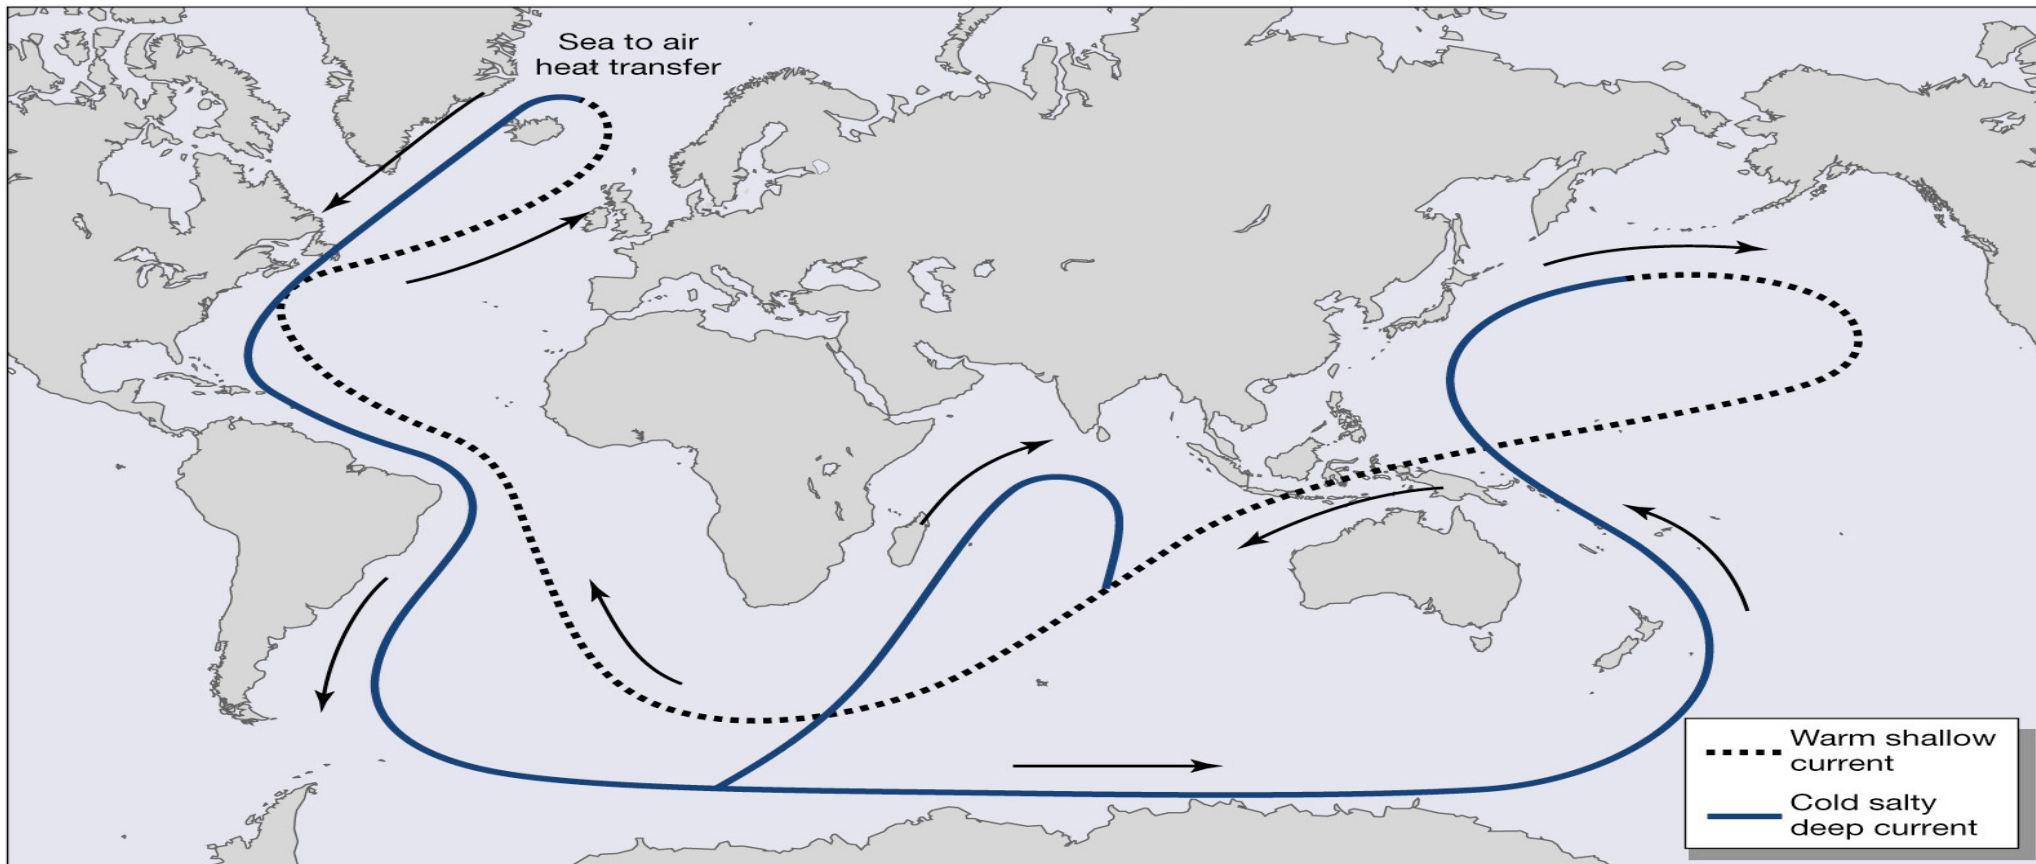 Sea to air
heat transfer
Warm shallow
current
Cold salty
deep current